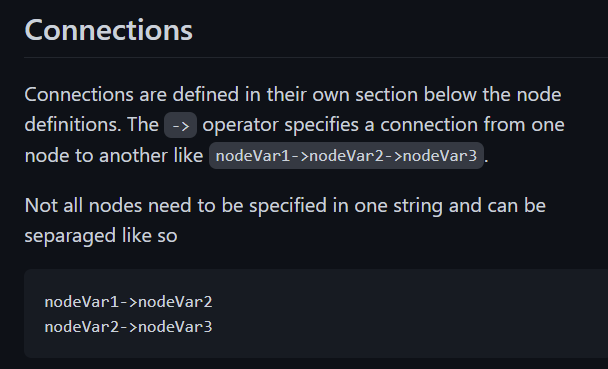 Connections
Connections are defined in their own section below the node
definitions. The -> operator specifies a connection from one
node to another like nodeVar1->nodeVar2->nodeVar3.
Not all nodes need to be specified in one string and can be
separaged like so
nodeVar1->nodeVar2
nodeVar2->nodeVar3